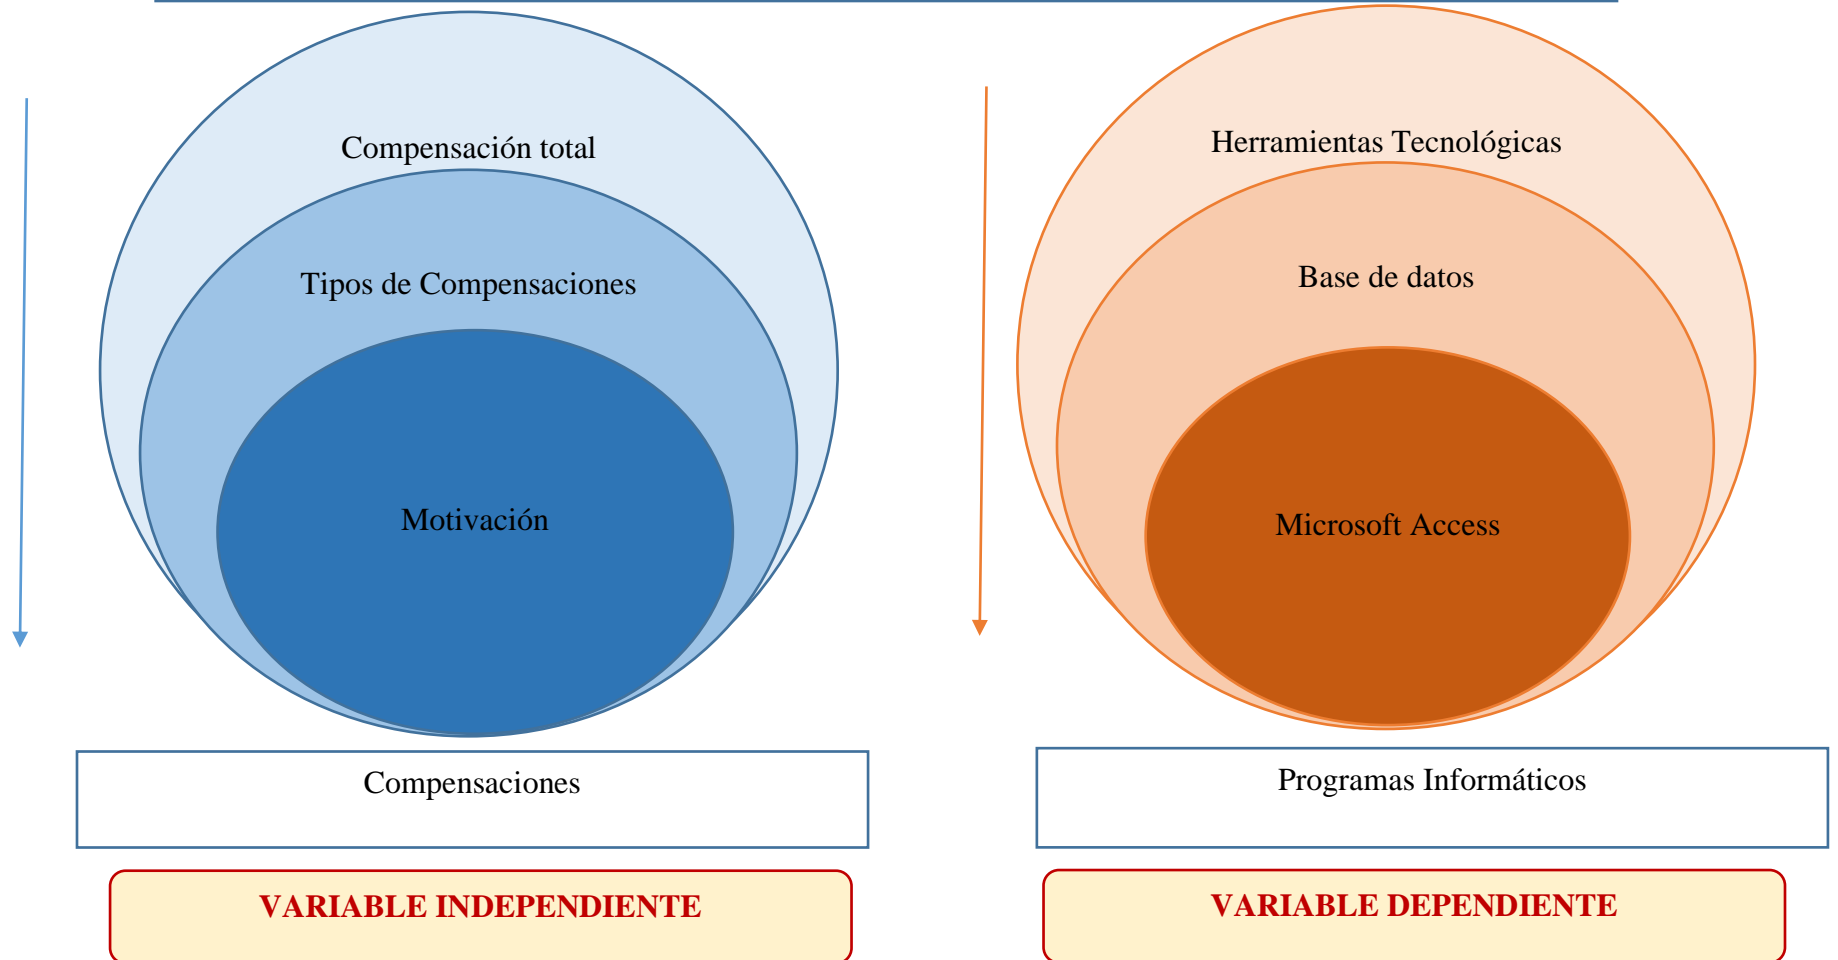 Compensación total
Tipos de Compensaciones
Motivación
Compensaciones
VARIABLE INDEPENDIENTE
Herramientas Tecnológicas
Base de datos
Microsoft Access
Programas Informáticos
VARIABLE DEPENDIENTE